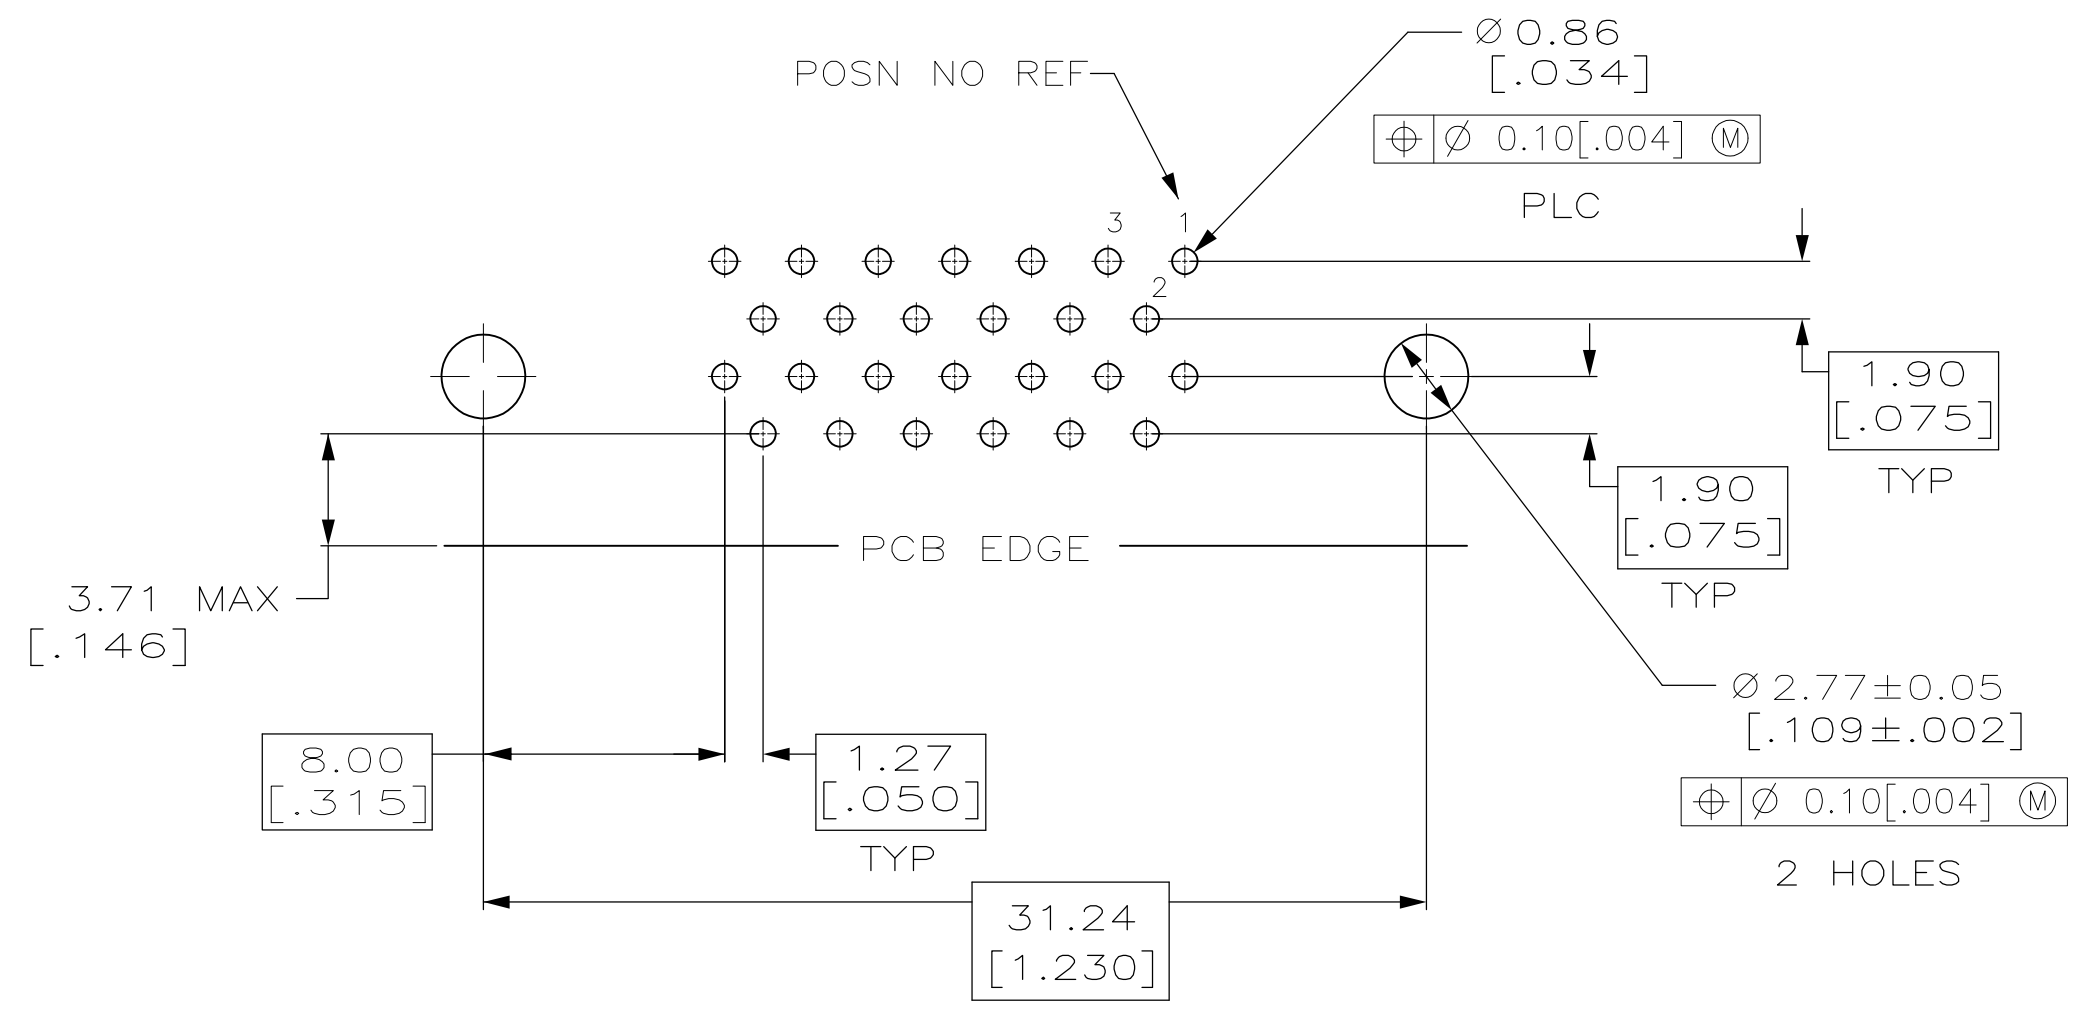 ⌀0.86
[.034]
POSN NO REF
⌖ ⌀ 0.10[.004] Ⓜ
PLC
3
1
2
1.90
[.075]
TYP
1.90
[.075]
TYP
PCB EDGE
3.71 MAX
[.146]
⌀2.77±0.05
[.109±.002]
⌖ ⌀ 0.10[.004] Ⓜ
2 HOLES
8.00
[.315]
1.27
[.050]
TYP
31.24
[1.230]